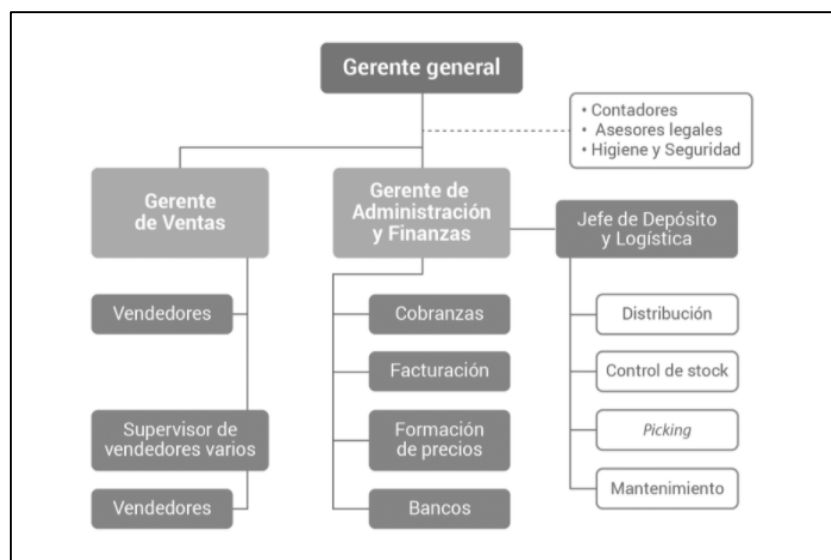 Gerente general
• Contadores
• Asesores legales
• Higiene y Seguridad
Gerente
de Ventas
Gerente de
Administración
y Finanzas
Jefe de Depósito
y Logística
Vendedores
Supervisor de
vendedores varios
Vendedores
Cobranzas
Facturación
Formación
de precios
Bancos
Distribución
Control de stock
Picking
Mantenimiento